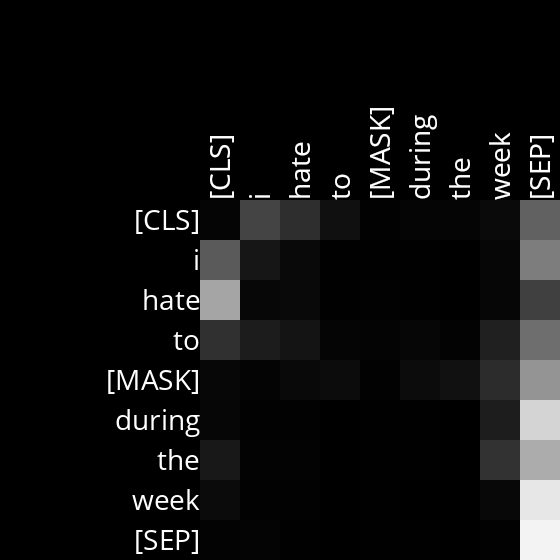 [CLS] i hate to [MASK] during the week [SEP]
[CLS]
i
hate
to
[MASK]
during
the
week
[SEP]